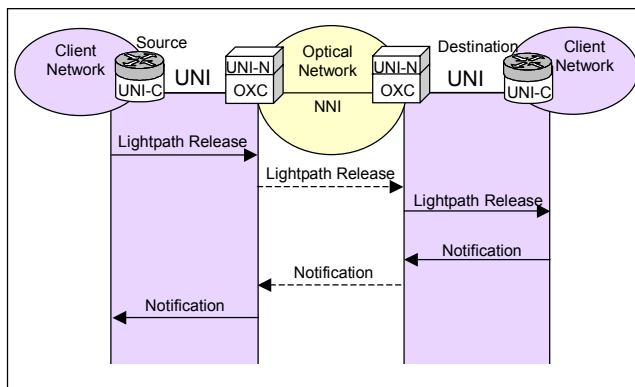 Client
Network
Source
UNI-C
UNI
UNI-N
OXC
Optical
Network
NNI
UNI-N
OXC
Destination
UNI
UNI-C
Client
Network
Lightpath Release
Lightpath Release
Lightpath Release
Notification
Notification
Notification